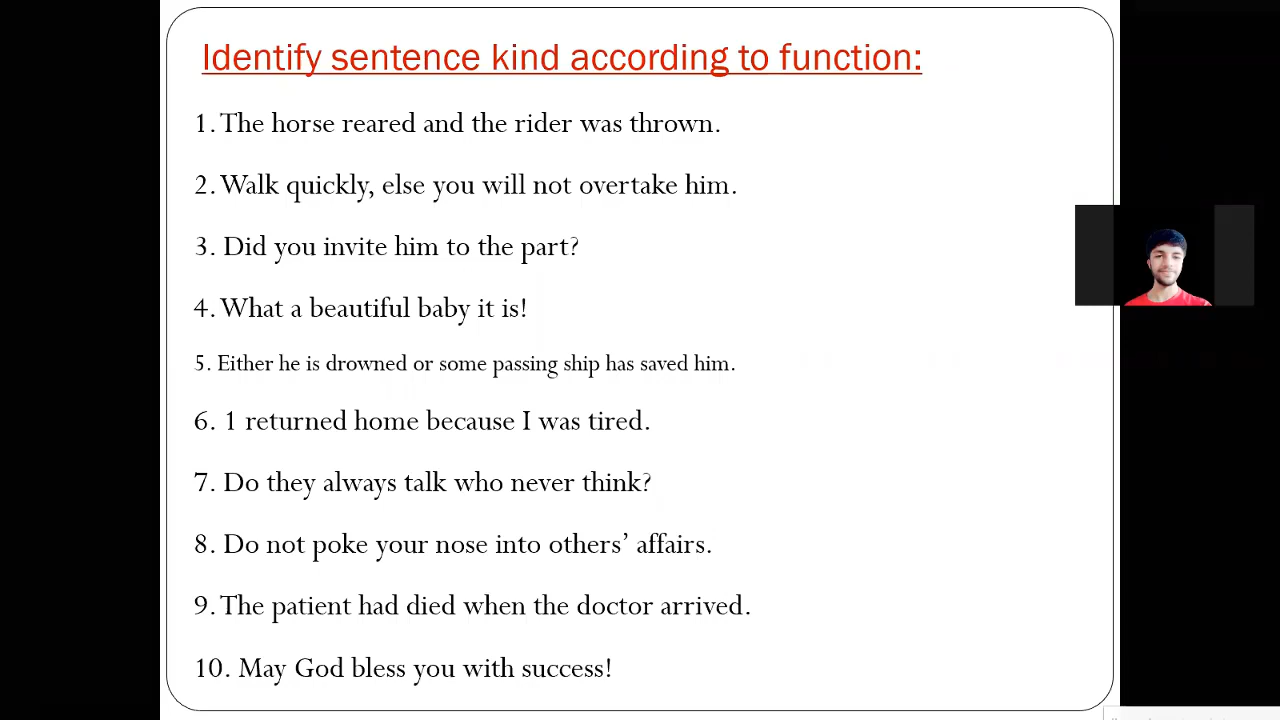 Identify sentence kind according to function:
1. The horse reared and the rider was thrown.
2. Walk quickly, else you will not overtake him.
3. Did you invite him to the part?
4. What a beautiful baby it is!
5. Either he is drowned or some passing ship has saved him.
6. 1 returned home because I was tired.
7. Do they always talk who never think?
8. Do not poke your nose into others’ affairs.
9. The patient had died when the doctor arrived.
10. May God bless you with success!